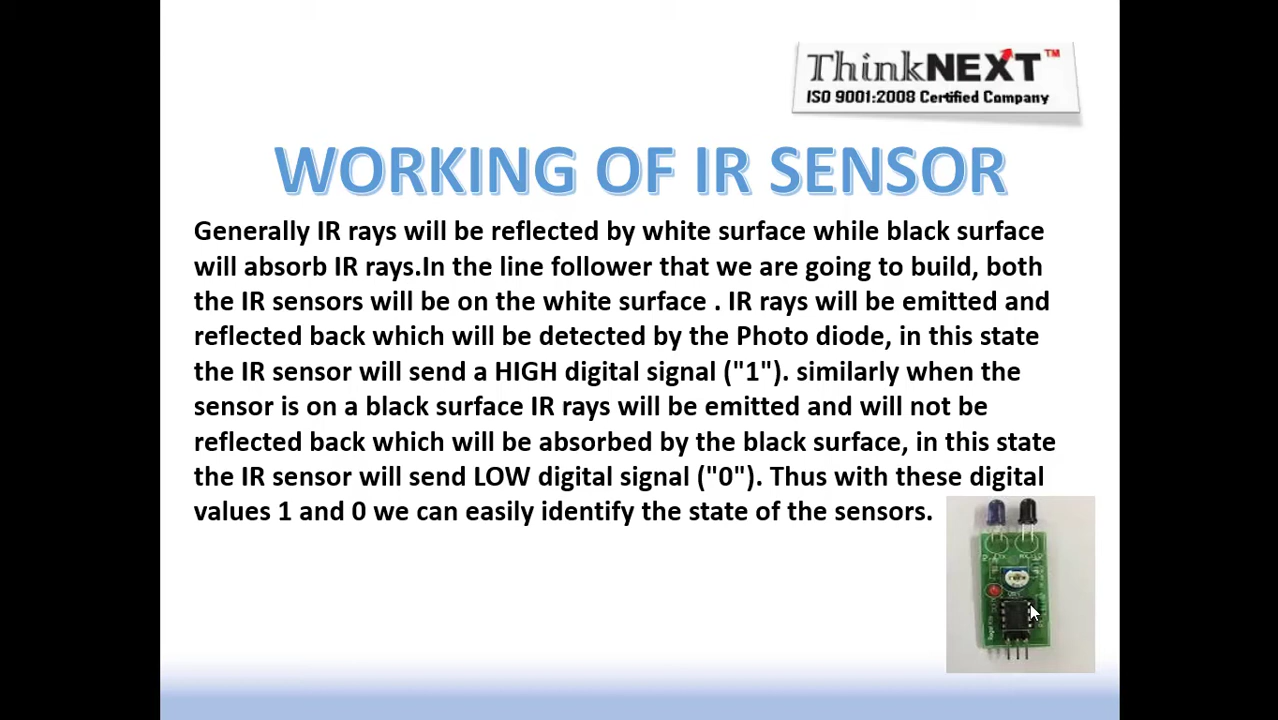 ThinkNEXT™
ISO 9001:2008 Certified Company
WORKING OF IR SENSOR
Generally IR rays will be reflected by white surface while black surface
will absorb IR rays.In the line follower that we are going to build, both
the IR sensors will be on the white surface . IR rays will be emitted and
reflected back which will be detected by the Photo diode, in this state
the IR sensor will send a HIGH digital signal ("1"). similarly when the
sensor is on a black surface IR rays will be emitted and will not be
reflected back which will be absorbed by the black surface, in this state
the IR sensor will send LOW digital signal ("0"). Thus with these digital
values 1 and 0 we can easily identify the state of the sensors.